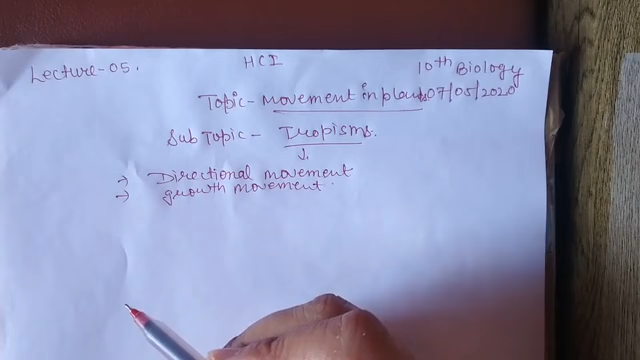 Lecture-05. HCI 10th Biology
Topic - Movement in plants 07/05/2020
Sub Topic - Tropisms.
→ Directional movement
→ growth movement.